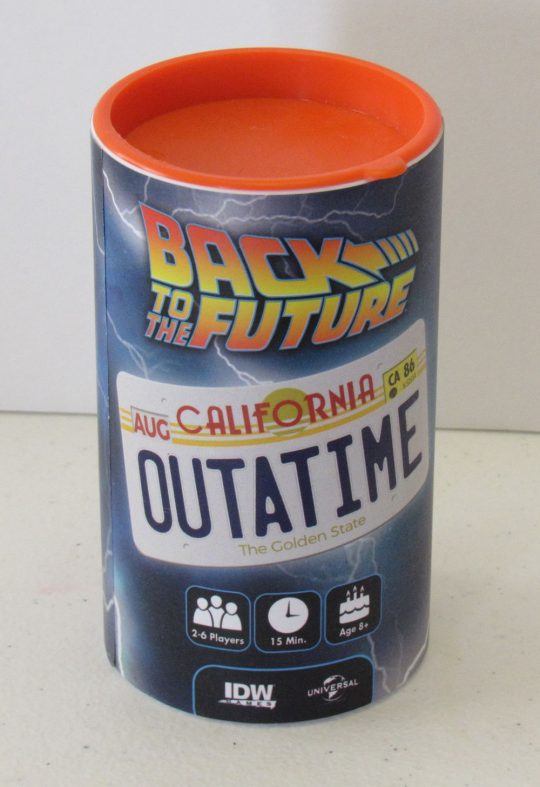 BACK
TO
THE
FUTURE
AUG CALIFORNIA CA 86
OUTATIME
The Golden State
2-6 Players
15 Min.
Age 8+
IDW
GAMES
UNIVERSAL